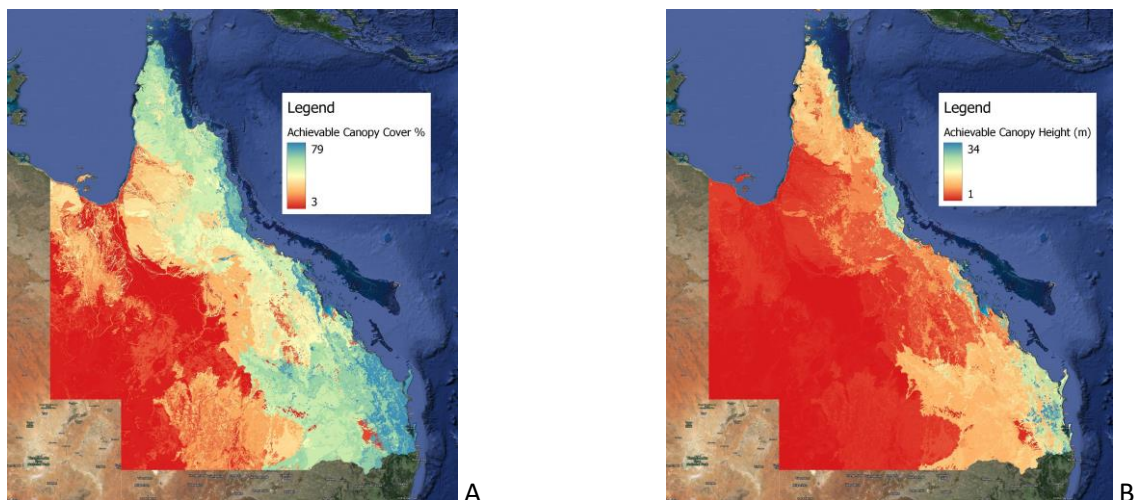 Legend
Achievable Canopy Cover %
79
3
A
Legend
Achievable Canopy Height (m)
34
1
B